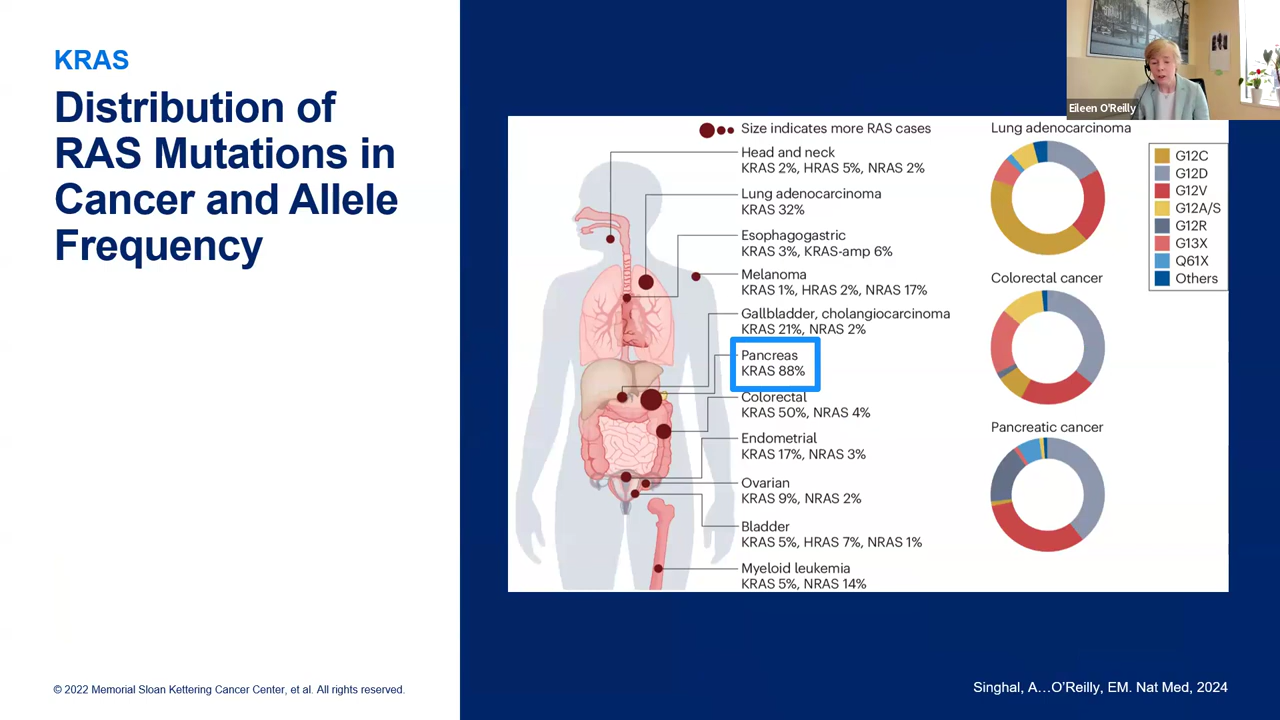 KRAS
Distribution of
RAS Mutations in
Cancer and Allele
Frequency
Eileen O'Reilly
Size indicates more RAS cases
Head and neck
KRAS 2%, HRAS 5%, NRAS 2%
Lung adenocarcinoma
KRAS 32%
Esophagogastric
KRAS 3%, KRAS-amp 6%
Melanoma
KRAS 1%, HRAS 2%, NRAS 17%
Gallbladder, cholangiocarcinoma
KRAS 21%, NRAS 2%
Pancreas
KRAS 88%
Colorectal
KRAS 50%, NRAS 4%
Endometrial
KRAS 17%, NRAS 3%
Ovarian
KRAS 9%, NRAS 2%
Bladder
KRAS 5%, HRAS 7%, NRAS 1%
Myeloid leukemia
KRAS 5%, NRAS 14%
Lung adenocarcinoma
Colorectal cancer
Pancreatic cancer
G12C
G12D
G12V
G12A/S
G12R
G13X
Q61X
Others
© 2022 Memorial Sloan Kettering Cancer Center, et al. All rights reserved.
Singhal, A…O'Reilly, EM. Nat Med, 2024